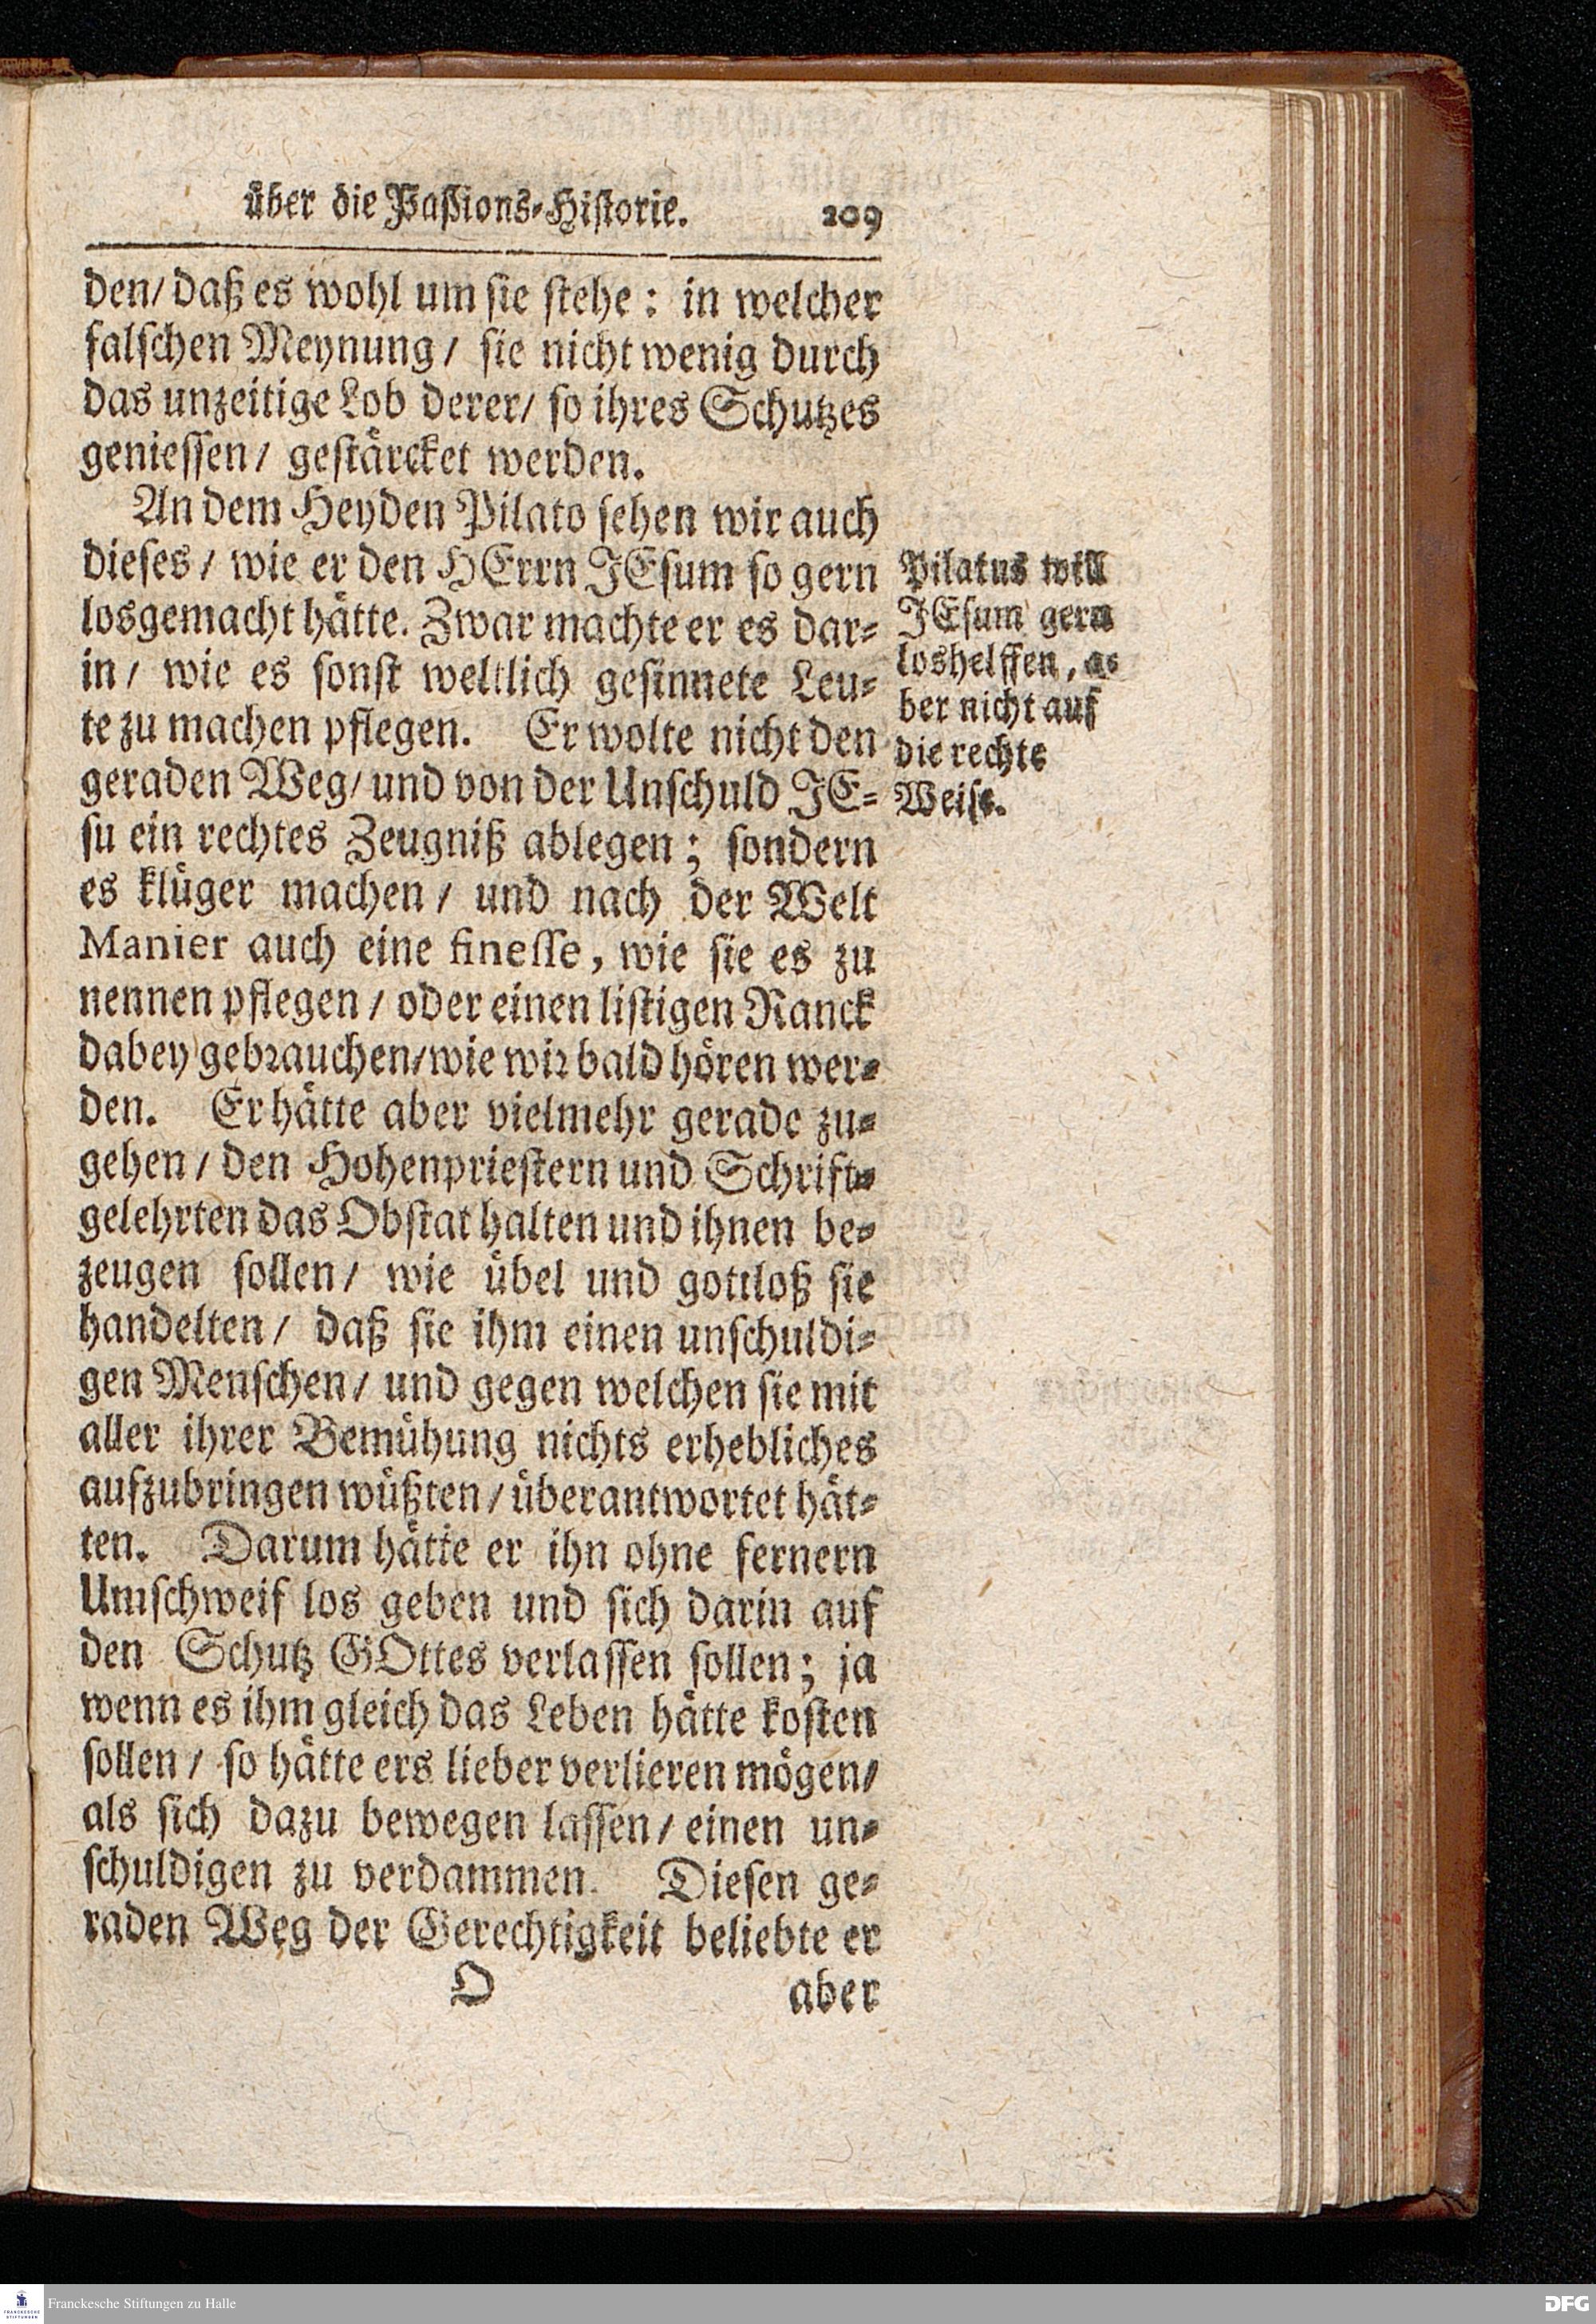 über die Paßions-Historie. 209
den/ daß es wohl um sie stehe: in welcher
falschen Meynung/ sie nicht wenig durch
das unzeitige Lob derer/ so ihres Schutzes
geniessen/ gestärcket werden.
An dem Heyden Pilato sehen wir auch
dieses/ wie er den HErrn JEsum so gern
losgemacht hätte. Zwar machte er es dar-
in/ wie es sonst weltlich gesinnete Leu-
te zu machen pflegen. Er wolte nicht den
geraden Weg/ und von der Unschuld JE-
su ein rechtes Zeugniß ablegen; sondern
es klüger machen/ und nach der Welt
Manier auch eine finesse, wie sie es zu
nennen pflegen/ oder einen listigen Ranck
dabey gebrauchen/ wie wir bald hören wer-
den. Er hätte aber vielmehr gerade zu-
gehen/ den Hohenpriestern und Schrift-
gelehrten das Obstat halten und ihnen be-
zeugen sollen/ wie übel und gottloß sie
handelten/ daß sie ihm einen unschuldi-
gen Menschen/ und gegen welchen sie mit
aller ihrer Bemühung nichts erhebliches
aufzubringen wüßten/ überantwortet hät-
ten. Darum hätte er ihn ohne fernern
Umschweif los geben und sich darin auf
den Schutz GOttes verlassen sollen; ja
wenn es ihm gleich das Leben hätte kosten
sollen/ so hätte ers lieber verlieren mögen/
als sich dazu bewegen lassen/ einen un-
schuldigen zu verdammen. Diesen ge-
raden Weg der Gerechtigkeit beliebte er
O aber
Pilatus will
JEsum gern
loshelffen, a-
ber nicht auf
die rechte
Weise.
FRANCKESCHE
STIFTUNGEN
Franckesche Stiftungen zu Halle
DFG